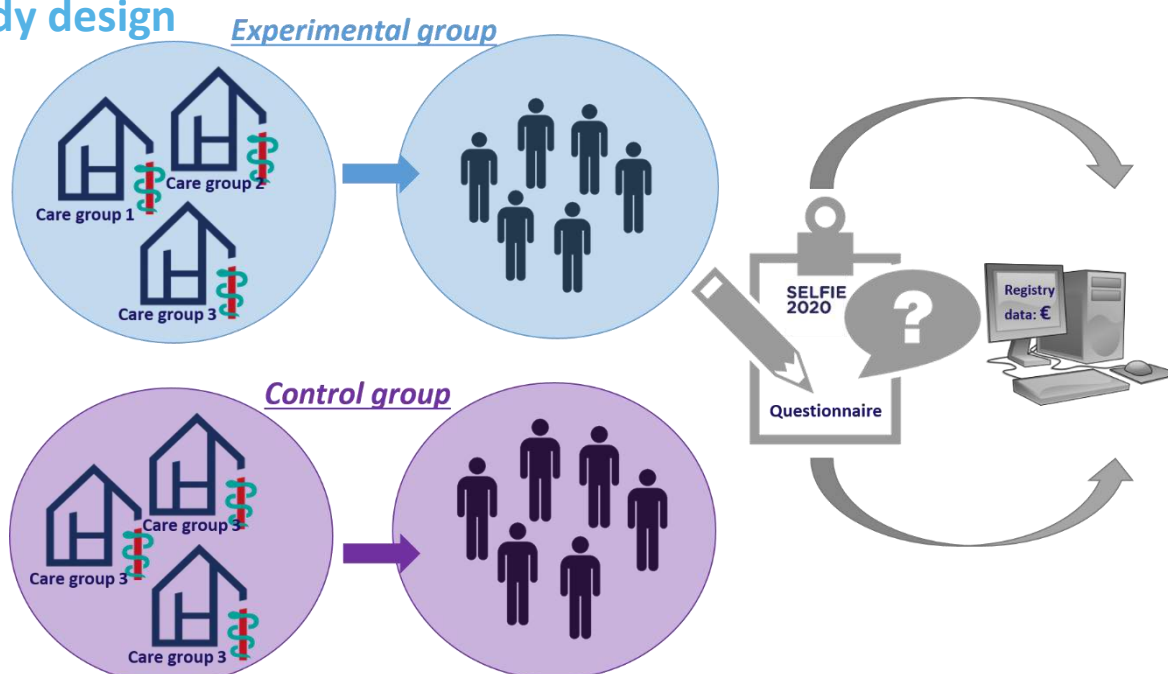 dy design
Experimental group
Care group 1
Care group 2
Care group 3
SELFIE
2020
?
Questionnaire
Registry
data: €
Control group
Care group 3
Care group 3
Care group 3